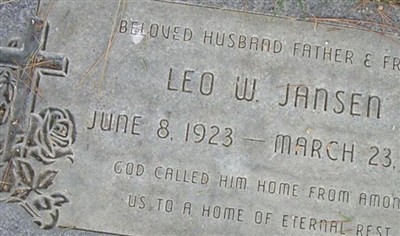 BELOVED HUSBAND FATHER & FR
LEO W. JANSEN
JUNE 8, 1923 — MARCH 23,
GOD CALLED HIM HOME FROM AMON
US TO A HOME OF ETERNAL REST